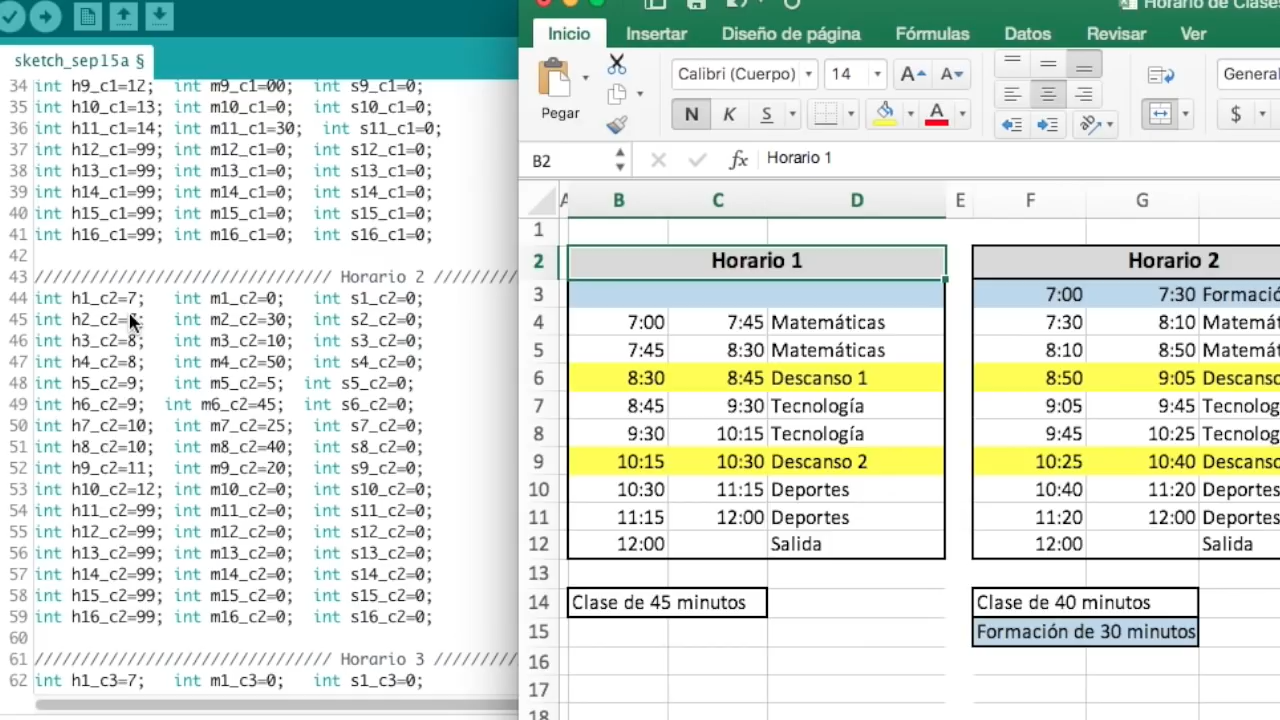 sketch_sep15a §
34 int h9_c1=12; int m9_c1=00; int s9_c1=0;
35 int h10_c1=13; int m10_c1=0; int s10_c1=0;
36 int h11_c1=14; int m11_c1=30; int s11_c1=0;
37 int h12_c1=99; int m12_c1=0; int s12_c1=0;
38 int h13_c1=99; int m13_c1=0; int s13_c1=0;
39 int h14_c1=99; int m14_c1=0; int s14_c1=0;
40 int h15_c1=99; int m15_c1=0; int s15_c1=0;
41 int h16_c1=99; int m16_c1=0; int s16_c1=0;
42
43 //////////////////////////////// Horario 2 /////////
44 int h1_c2=7; int m1_c2=0; int s1_c2=0;
45 int h2_c2= int m2_c2=30; int s2_c2=0;
46 int h3_c2=8; int m3_c2=10; int s3_c2=0;
47 int h4_c2=8; int m4_c2=50; int s4_c2=0;
48 int h5_c2=9; int m5_c2=5; int s5_c2=0;
49 int h6_c2=9; int m6_c2=45; int s6_c2=0;
50 int h7_c2=10; int m7_c2=25; int s7_c2=0;
51 int h8_c2=10; int m8_c2=40; int s8_c2=0;
52 int h9_c2=11; int m9_c2=20; int s9_c2=0;
53 int h10_c2=12; int m10_c2=0; int s10_c2=0;
54 int h11_c2=99; int m11_c2=0; int s11_c2=0;
55 int h12_c2=99; int m12_c2=0; int s12_c2=0;
56 int h13_c2=99; int m13_c2=0; int s13_c2=0;
57 int h14_c2=99; int m14_c2=0; int s14_c2=0;
58 int h15_c2=99; int m15_c2=0; int s15_c2=0;
59 int h16_c2=99; int m16_c2=0; int s16_c2=0;
60
61 //////////////////////////////// Horario 3 /////////
62 int h1_c3=7; int m1_c3=0; int s1_c3=0;
Horario de Clases
Inicio Insertar Diseño de página Fórmulas Datos Revisar Ver
Calibri (Cuerpo) 14 A A General
Pegar N K S A $
B2 fx Horario 1
A B C D E F G
1
2 Horario 1 Horario 2
3 7:00 7:30 Formació
4 7:00 7:45 Matemáticas 7:30 8:10 Matemát
5 7:45 8:30 Matemáticas 8:10 8:50 Matemát
6 8:30 8:45 Descanso 1 8:50 9:05 Descanso
7 8:45 9:30 Tecnología 9:05 9:45 Tecnolog
8 9:30 10:15 Tecnología 9:45 10:25 Tecnolog
9 10:15 10:30 Descanso 2 10:25 10:40 Descanso
10 10:30 11:15 Deportes 10:40 11:20 Deportes
11 11:15 12:00 Deportes 11:20 12:00 Deportes
12 12:00 Salida 12:00 Salida
13
14 Clase de 45 minutos Clase de 40 minutos
15 Formación de 30 minutos
16
17
18